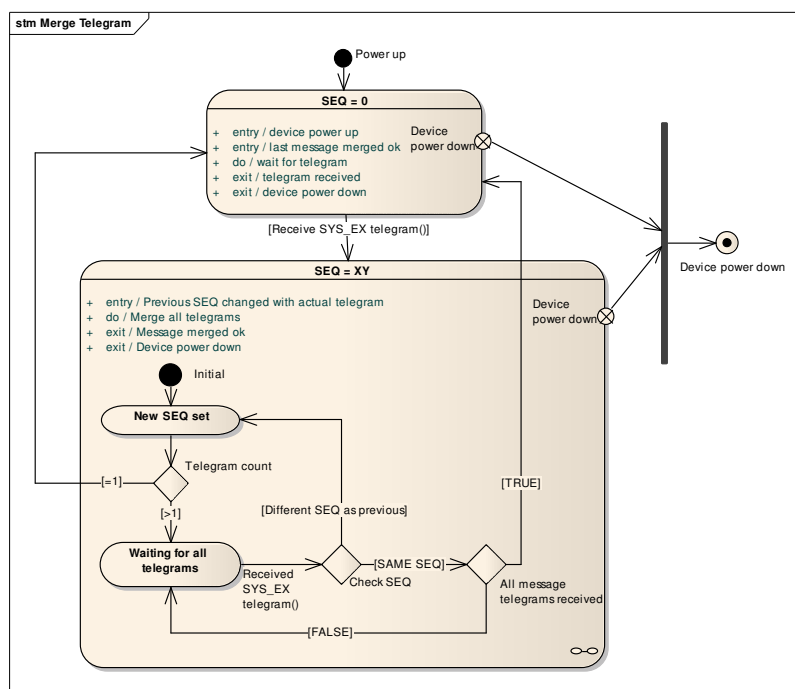 stm Merge Telegram
Power up
SEQ = 0
+ entry / device power up
+ entry / last message merged ok
+ do / wait for telegram
+ exit / telegram received
+ exit / device power down
Device
power down
[Receive SYS_EX telegram()]
Device power down
SEQ = XY
+ entry / Previous SEQ changed with actual telegram
+ do / Merge all telegrams
+ exit / Message merged ok
+ exit / Device power down
Device
power down
Initial
New SEQ set
Telegram count
[=1]
[>1]
[TRUE]
[Different SEQ as previous]
Waiting for all
telegrams
Received
SYS_EX
telegram()
[SAME SEQ]
Check SEQ
All message
telegrams received
[FALSE]